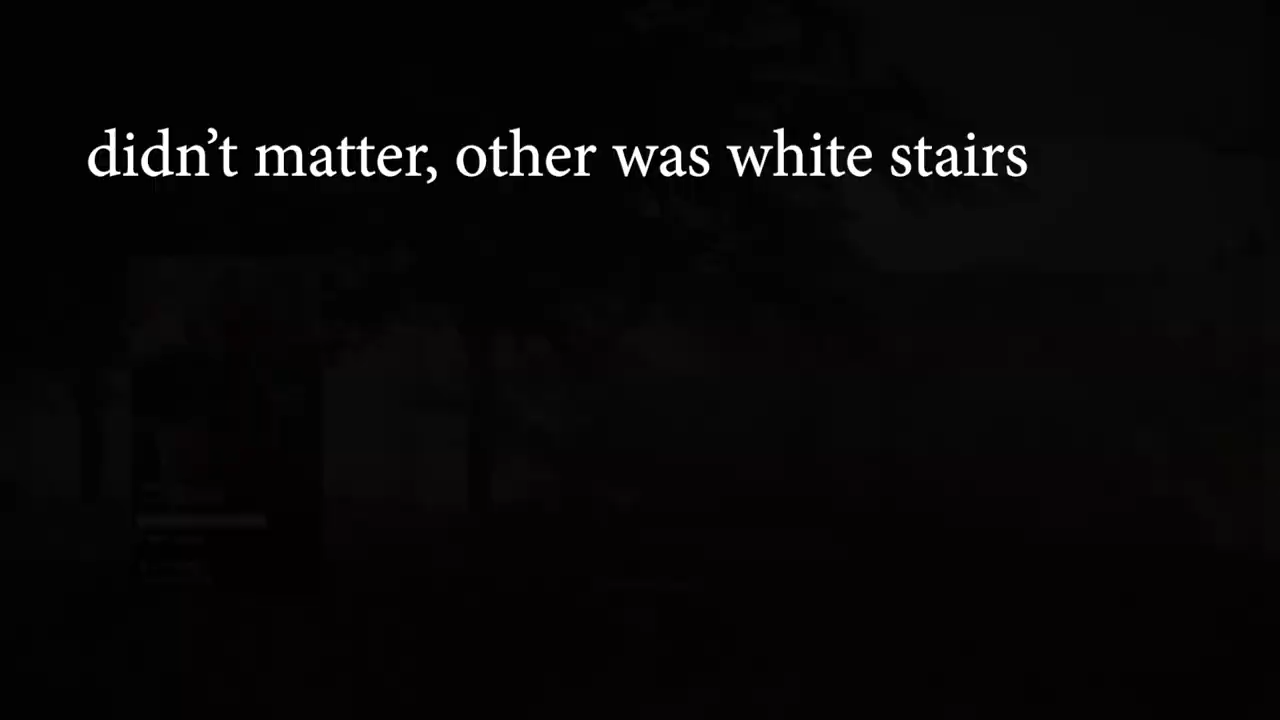 didn’t matter, other was white stairs